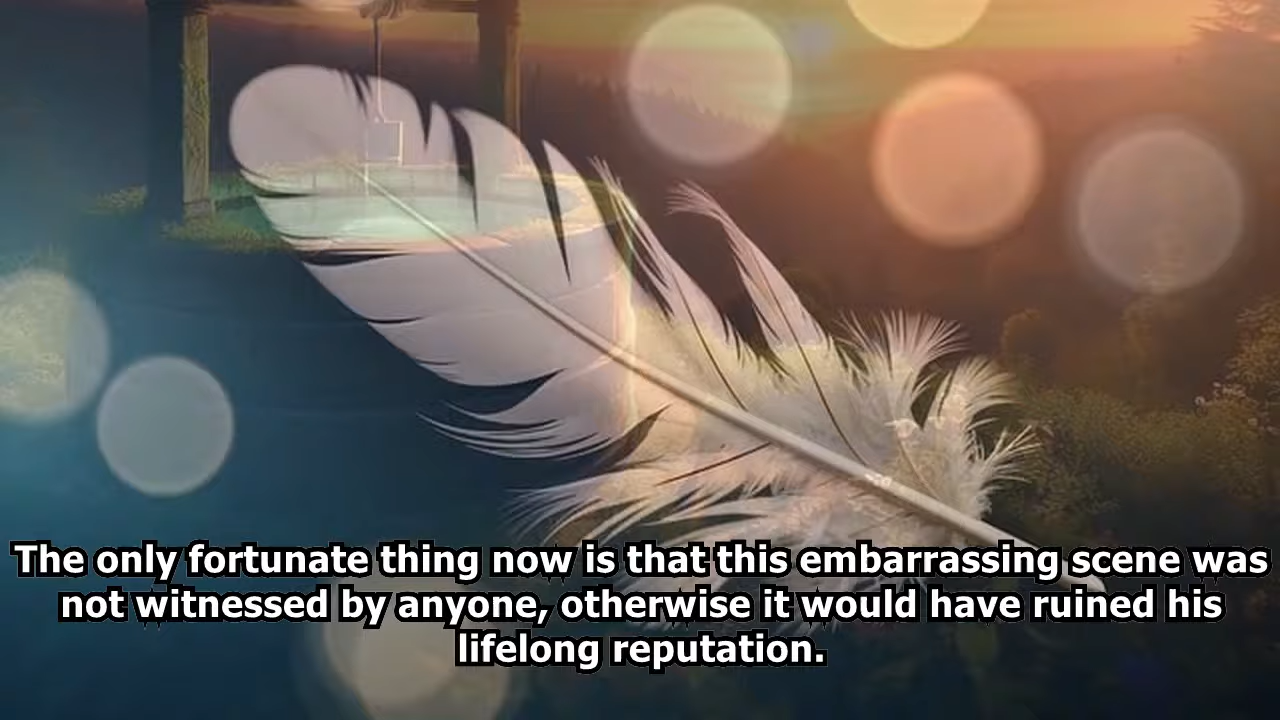 The only fortunate thing now is that this embarrassing scene was
not witnessed by anyone, otherwise it would have ruined his
lifelong reputation.